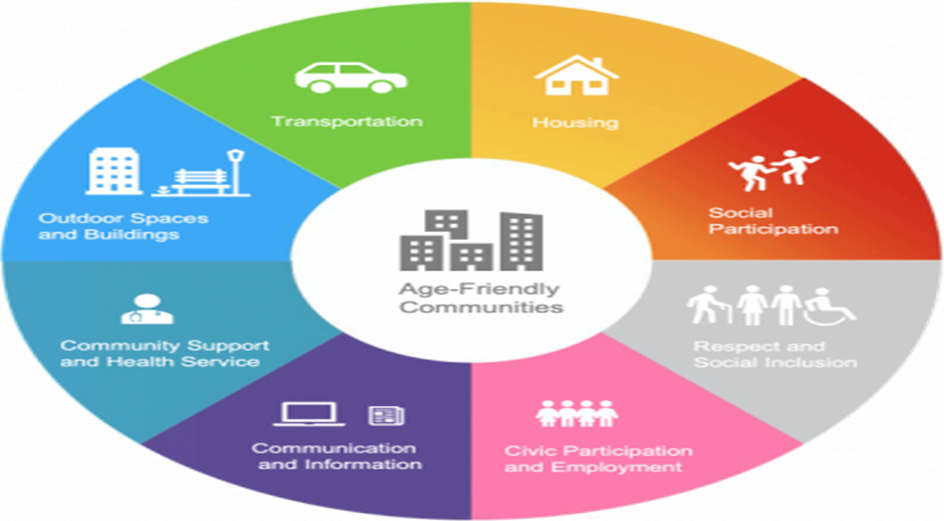 Transportation
Housing
Social
Participation
Respect and
Social Inclusion
Civic Participation
and Employment
Communication
and Information
Community Support
and Health Service
Outdoor Spaces
and Buildings
Age-Friendly
Communities